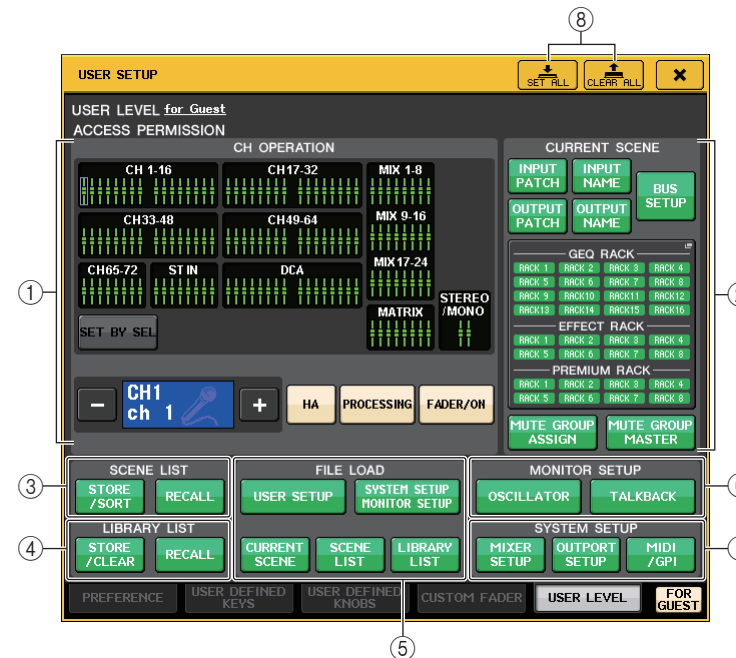 ⑧
USER SETUP
SET ALL
CLEAR ALL
USER LEVEL for Guest
ACCESS PERMISSION
①
CH OPERATION
CH 1-16
CH17-32
MIX 1-8
CH33-48
CH49-64
MIX 9-16
CH65-72
ST IN
DCA
MIX 17-24
MATRIX
STEREO
/MONO
SET BY SEL
−
CH1
ch 1
+
HA
PROCESSING
FADER/ON
CURRENT SCENE
INPUT
PATCH
INPUT
NAME
BUS
SETUP
OUTPUT
PATCH
OUTPUT
NAME
GEQ RACK
RACK 1 RACK 2 RACK 3 RACK 4
RACK 5 RACK 6 RACK 7 RACK 8
RACK 9 RACK10 RACK11 RACK12
RACK13 RACK14 RACK15 RACK16
EFFECT RACK
RACK 1 RACK 2 RACK 3 RACK 4
RACK 5 RACK 6 RACK 7 RACK 8
PREMIUM RACK
RACK 1 RACK 2 RACK 3 RACK 4
RACK 5 RACK 6 RACK 7 RACK 8
MUTE GROUP
ASSIGN
MUTE GROUP
MASTER
③
SCENE LIST
STORE
/SORT
RECALL
④
LIBRARY LIST
STORE
/CLEAR
RECALL
FILE LOAD
USER SETUP
SYSTEM SETUP
MONITOR SETUP
CURRENT
SCENE
SCENE
LIST
LIBRARY
LIST
MONITOR SETUP
OSCILLATOR
TALKBACK
SYSTEM SETUP
MIXER
SETUP
OUTPORT
SETUP
MIDI
/GPI
PREFERENCE
USER DEFINED
KEYS
USER DEFINED
KNOBS
CUSTOM FADER
USER LEVEL
FOR
GUEST
⑤